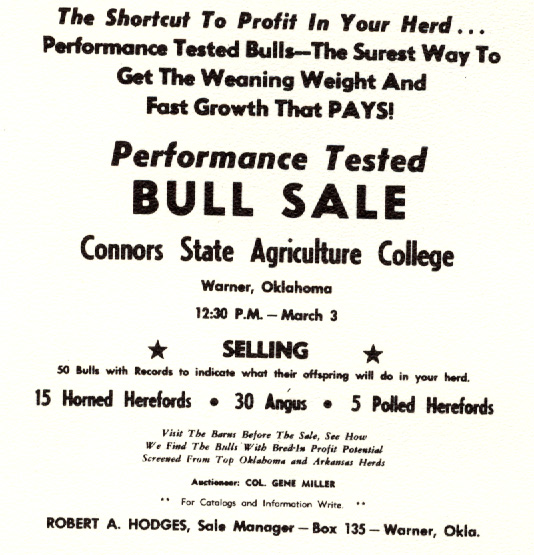 The Shortcut To Profit In Your Herd...
Performance Tested Bulls—The Surest Way To
Get The Weaning Weight And
Fast Growth That PAYS!
Performance Tested
BULL SALE
Connors State Agriculture College
Warner, Oklahoma
12:30 P.M. — March 3
★ SELLING ★
50 Bulls with Records to indicate what their offspring will do in your herd.
15 Horned Herefords • 30 Angus • 5 Polled Herefords
Visit The Barns Before The Sale, See How
We Find The Bulls With Bred-In Profit Potential
Screened From Top Oklahoma and Arkansas Herds
Auctioneer: COL. GENE MILLER
** For Catalogs and Information Write. **
ROBERT A. HODGES, Sale Manager — Box 135 — Warner, Okla.